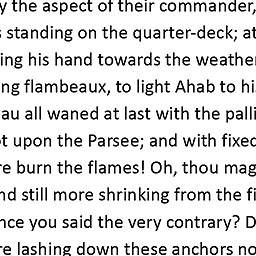 y the aspect of their commander,
s standing on the quarter-deck; at
ing his hand towards the weather
ng flambeaux, to light Ahab to hi
au all waned at last with the palli
t upon the Parsee; and with fixed
re burn the flames! Oh, thou mag
nd still more shrinking from the fi
nce you said the very contrary? D
re lashing down these anchors no